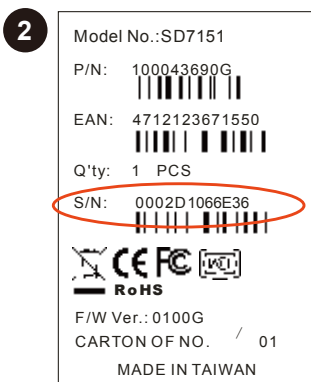 2
Model No.:SD7151
P/N: 100043690G
EAN: 4712123671550
Q'ty: 1 PCS
S/N: 0002D1066E36
CE FC
RoHS
F/W Ver.: 0100G
CARTON OF NO. / 01
MADE IN TAIWAN